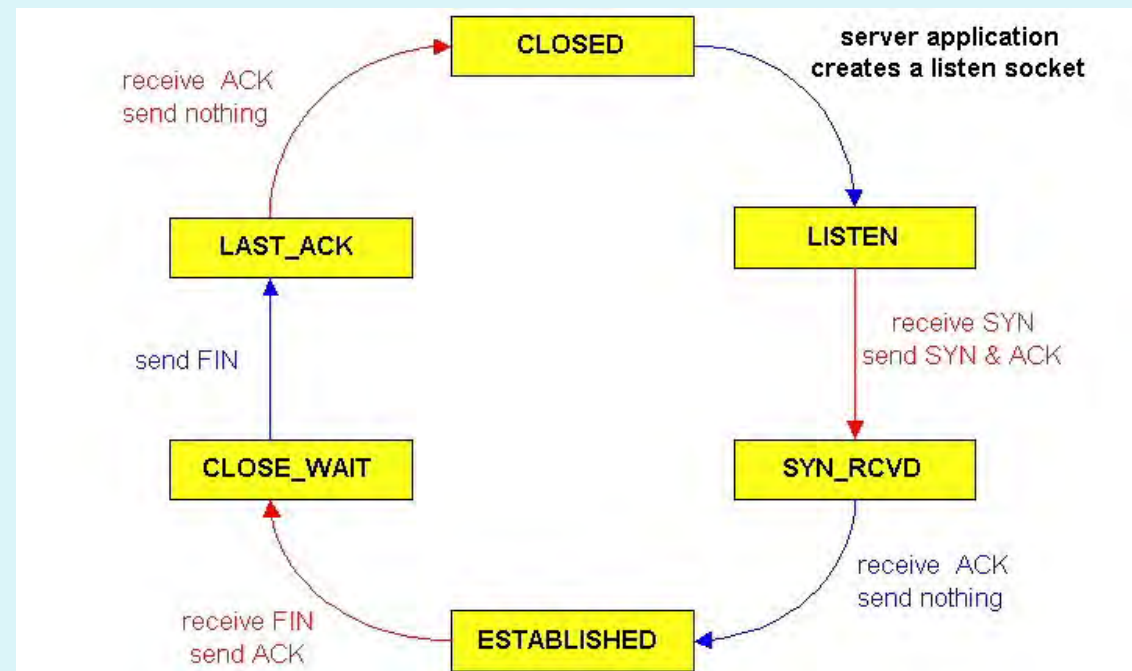 CLOSED
server application
creates a listen socket
receive ACK
send nothing
LAST_ACK
LISTEN
receive SYN
send SYN & ACK
send FIN
CLOSE_WAIT
SYN_RCVD
receive ACK
send nothing
receive FIN
send ACK
ESTABLISHED